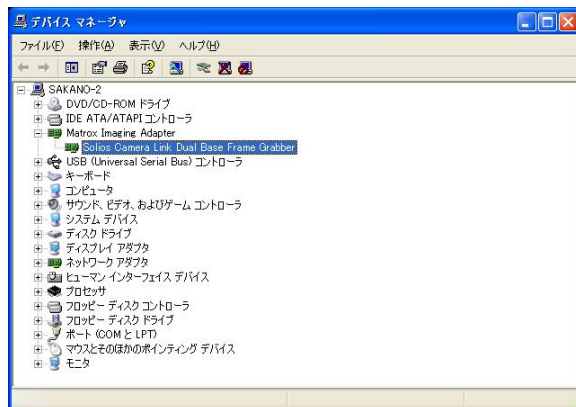 デバイス マネージャ
ファイル(F) 操作(A) 表示(V) ヘルプ(H)
SAKANO-2
DVD/CD-ROM ドライブ
IDE ATA/ATAPI コントローラ
Matrox Imaging Adapter
Solios Camera Link Dual Base Frame Grabber
USB (Universal Serial Bus) コントローラ
キーボード
コンピュータ
サウンド、ビデオ、およびゲーム コントローラ
システム デバイス
ディスク ドライブ
ディスプレイ アダプタ
ネットワーク アダプタ
ヒューマン インターフェイス デバイス
プロセッサ
フロッピー ディスク コントローラ
フロッピー ディスク ドライブ
ポート (COM と LPT)
マウスとそのほかのポインティング デバイス
モニタ